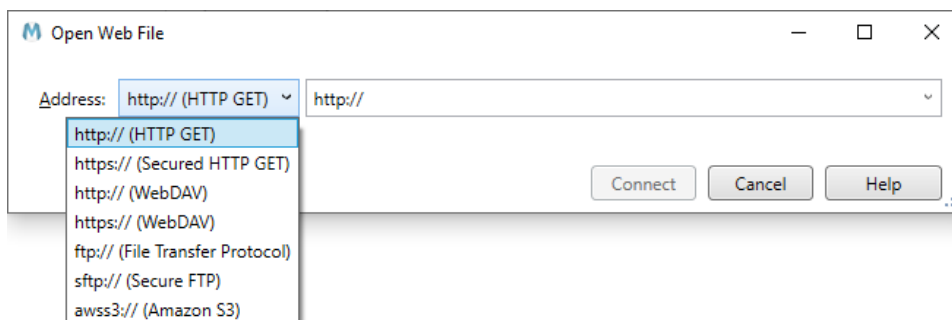 Open Web File
Address: http:// (HTTP GET) http://
http:// (HTTP GET)
https:// (Secured HTTP GET)
http:// (WebDAV)
https:// (WebDAV)
ftp:// (File Transfer Protocol)
sftp:// (Secure FTP)
awss3:// (Amazon S3)
Connect Cancel Help